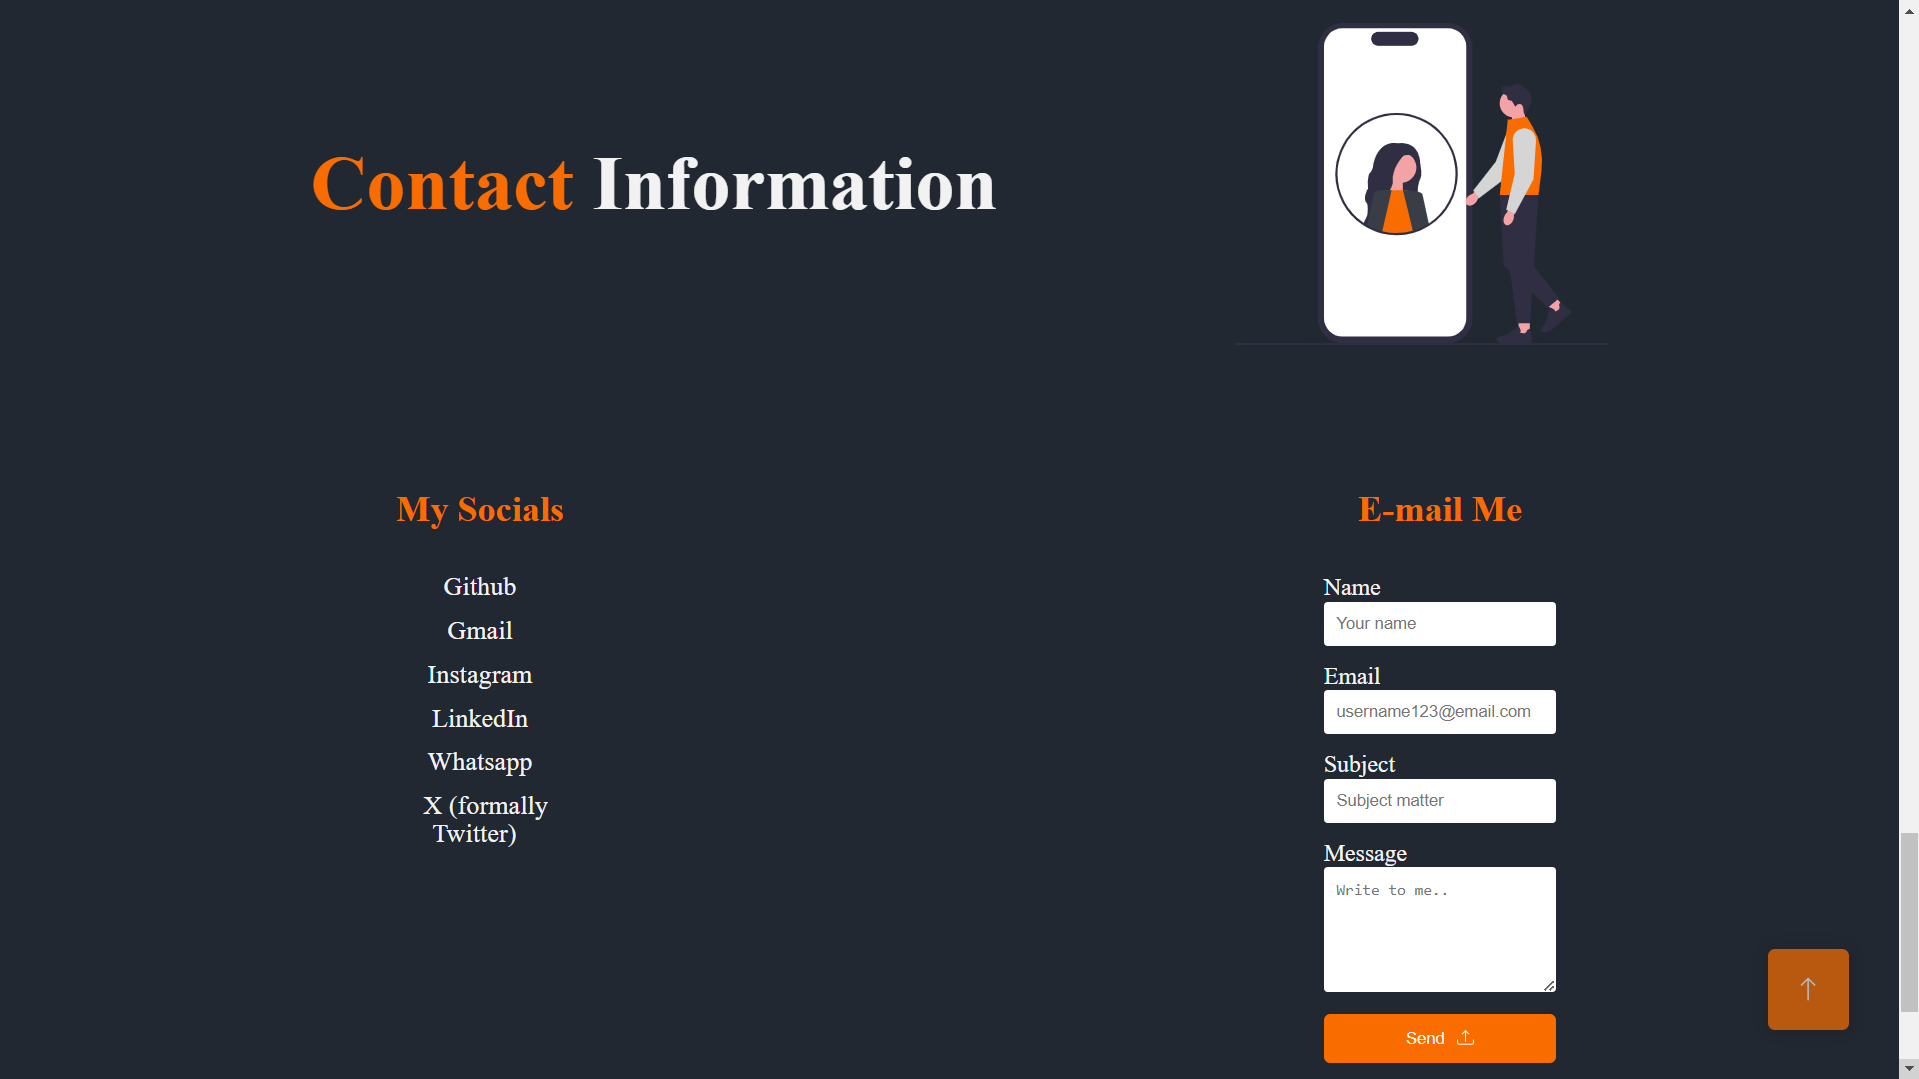 Contact Information
My Socials
Github
Gmail
Instagram
LinkedIn
Whatsapp
X (formally
Twitter)
E-mail Me
Name
Your name
Email
username123@email.com
Subject
Subject matter
Message
Write to me..
Send